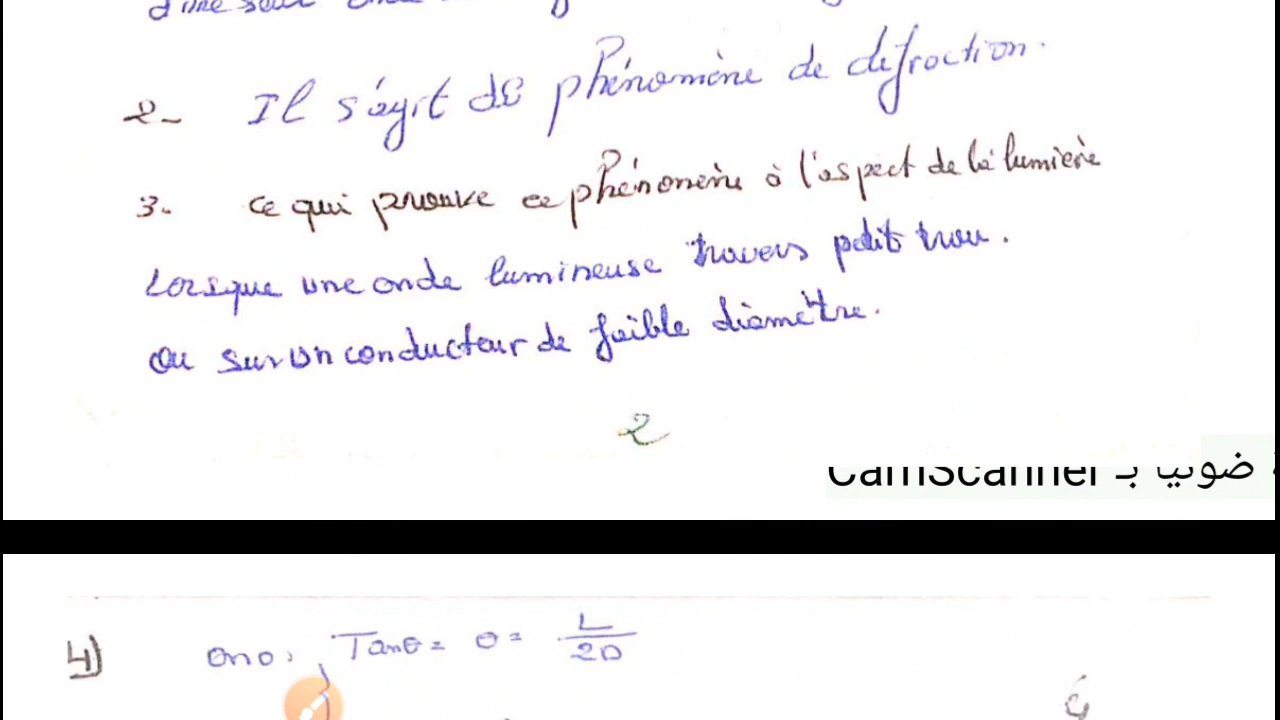 d'une seul
2- Il s'agit de phénomène de difraction.
3. Ce qui prouve ce phénomène à l'aspect de la lumière
Lorsque une onde lumineuse travers petit trou.
Ou sur un conducteur de faible diamètre.
2
ضوئيا بـ CamScanner
4) On a, Tanθ = θ = L/2D